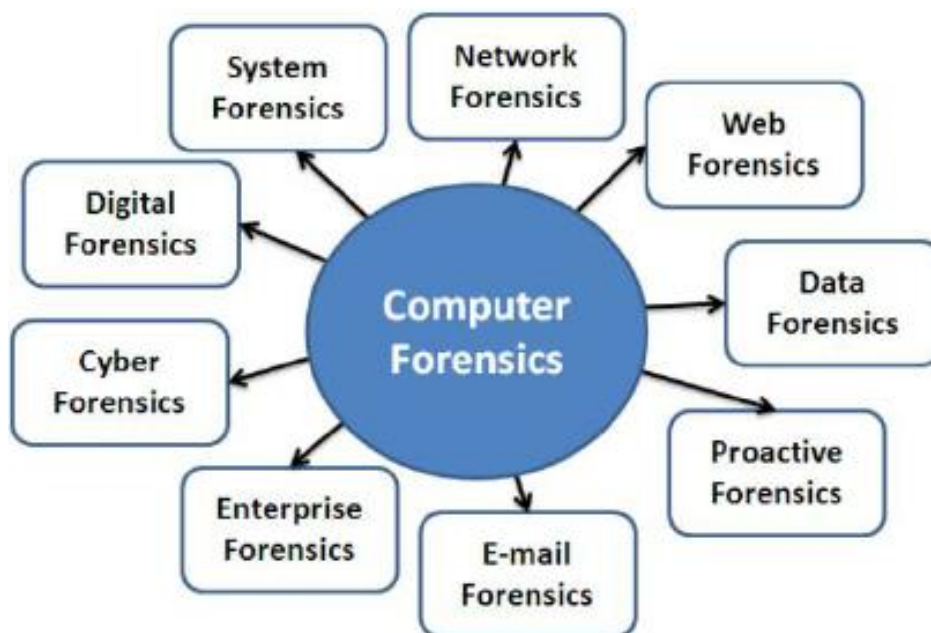 System
Forensics
Network
Forensics
Web
Forensics
Digital
Forensics
Computer
Forensics
Data
Forensics
Cyber
Forensics
Proactive
Forensics
Enterprise
Forensics
E-mail
Forensics